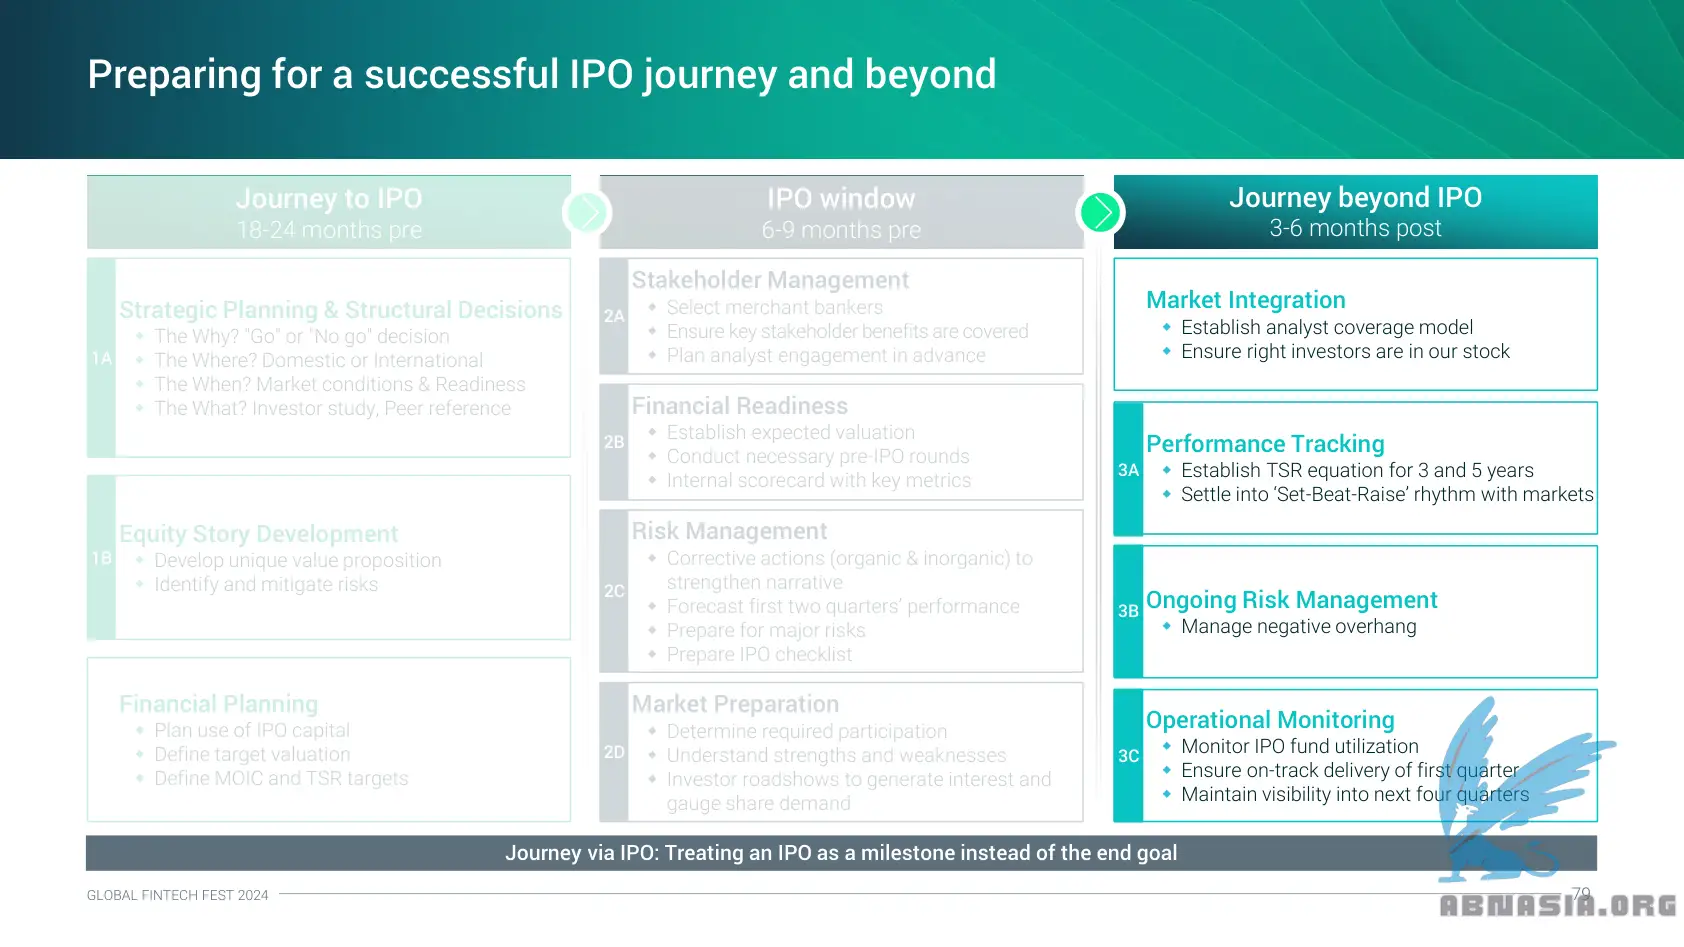 Preparing for a successful IPO journey and beyond
Journey to IPO
18-24 months pre
1A
Strategic Planning & Structural Decisions
The Why? "Go" or "No go" decision
The Where? Domestic or International
The When? Market conditions & Readiness
The What? Investor study, Peer reference
1B
Equity Story Development
Develop unique value proposition
Identify and mitigate risks
Financial Planning
Plan use of IPO capital
Define target valuation
Define MOIC and TSR targets
IPO window
6-9 months pre
2A
Stakeholder Management
Select merchant bankers
Ensure key stakeholder benefits are covered
Plan analyst engagement in advance
2B
Financial Readiness
Establish expected valuation
Conduct necessary pre-IPO rounds
Internal scorecard with key metrics
2C
Risk Management
Corrective actions (organic & inorganic) to
strengthen narrative
Forecast first two quarters’ performance
Prepare for major risks
Prepare IPO checklist
2D
Market Preparation
Determine required participation
Understand strengths and weaknesses
Investor roadshows to generate interest and
gauge share demand
Journey beyond IPO
3-6 months post
Market Integration
Establish analyst coverage model
Ensure right investors are in our stock
3A
Performance Tracking
Establish TSR equation for 3 and 5 years
Settle into ‘Set-Beat-Raise’ rhythm with markets
3B
Ongoing Risk Management
Manage negative overhang
3C
Operational Monitoring
Monitor IPO fund utilization
Ensure on-track delivery of first quarter
Maintain visibility into next four quarters
Journey via IPO: Treating an IPO as a milestone instead of the end goal
GLOBAL FINTECH FEST 2024
79
ABNASIA.ORG